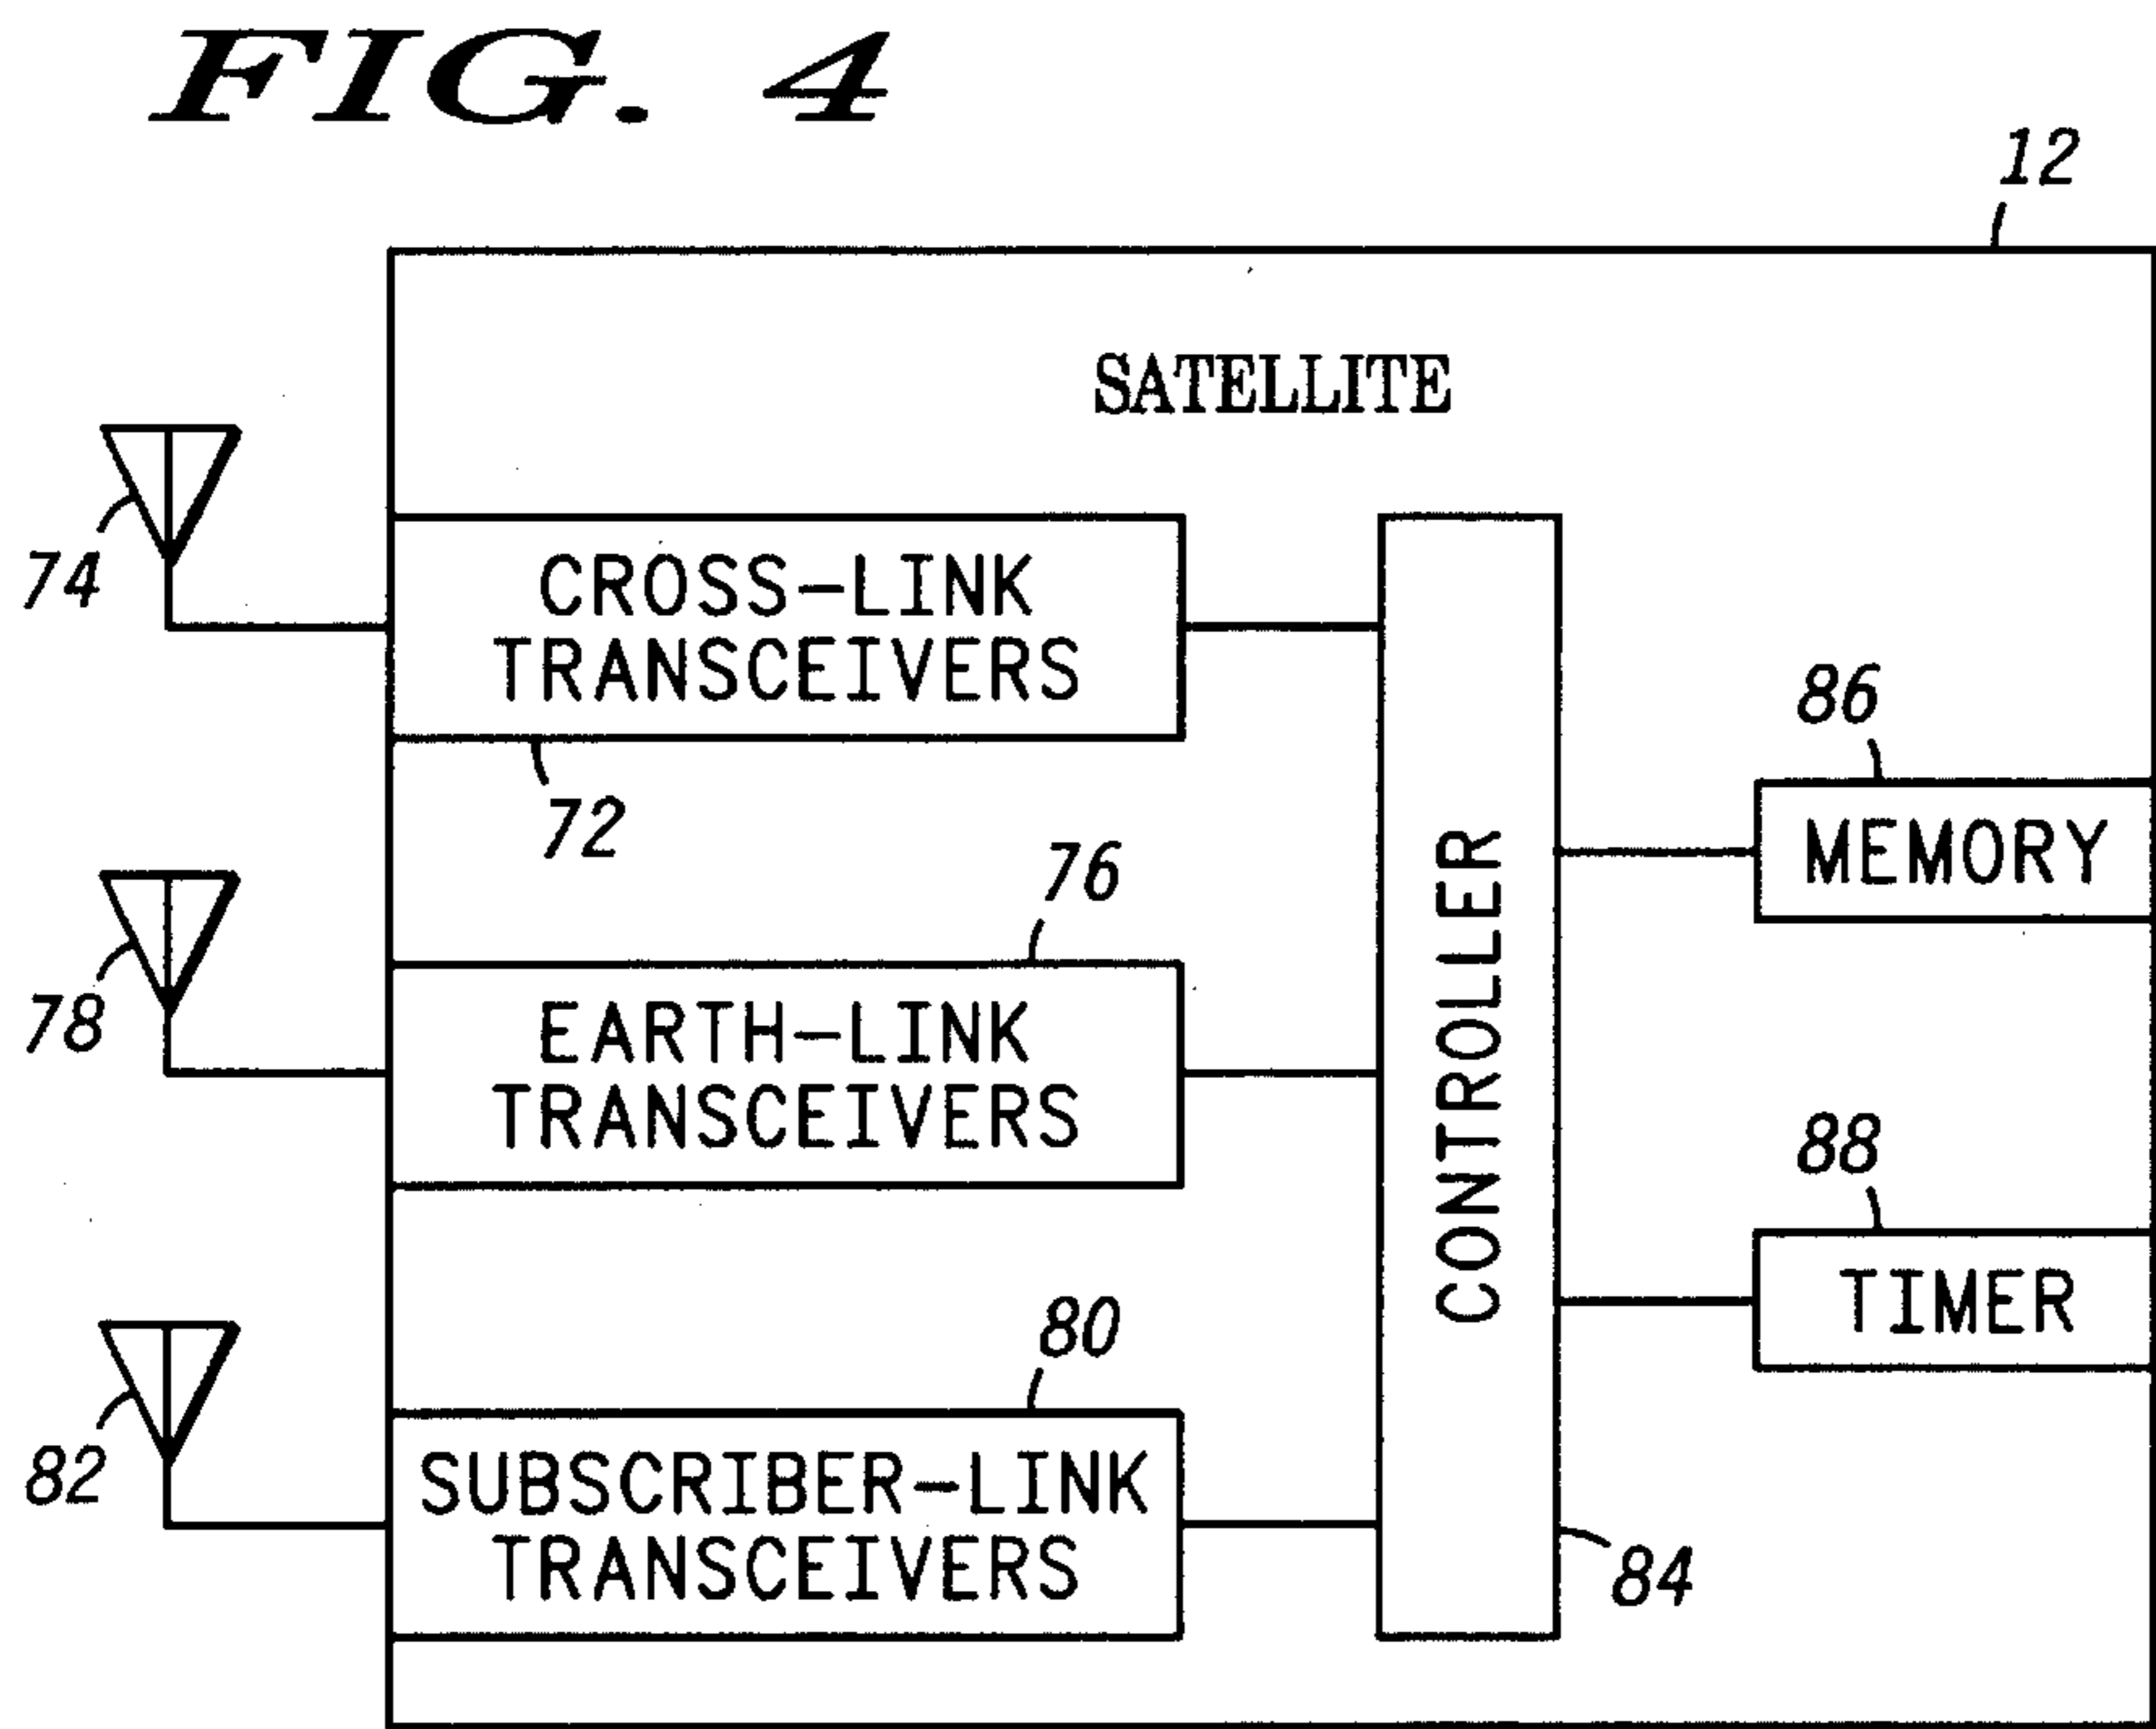 FIG. 4
12
SATELLITE
74
CROSS-LINK
TRANSCEIVERS
72
86
MEMORY
76
78
EARTH-LINK
TRANSCEIVERS
CONTROLLER
88
TIMER
80
82
SUBSCRIBER-LINK
TRANSCEIVERS
84